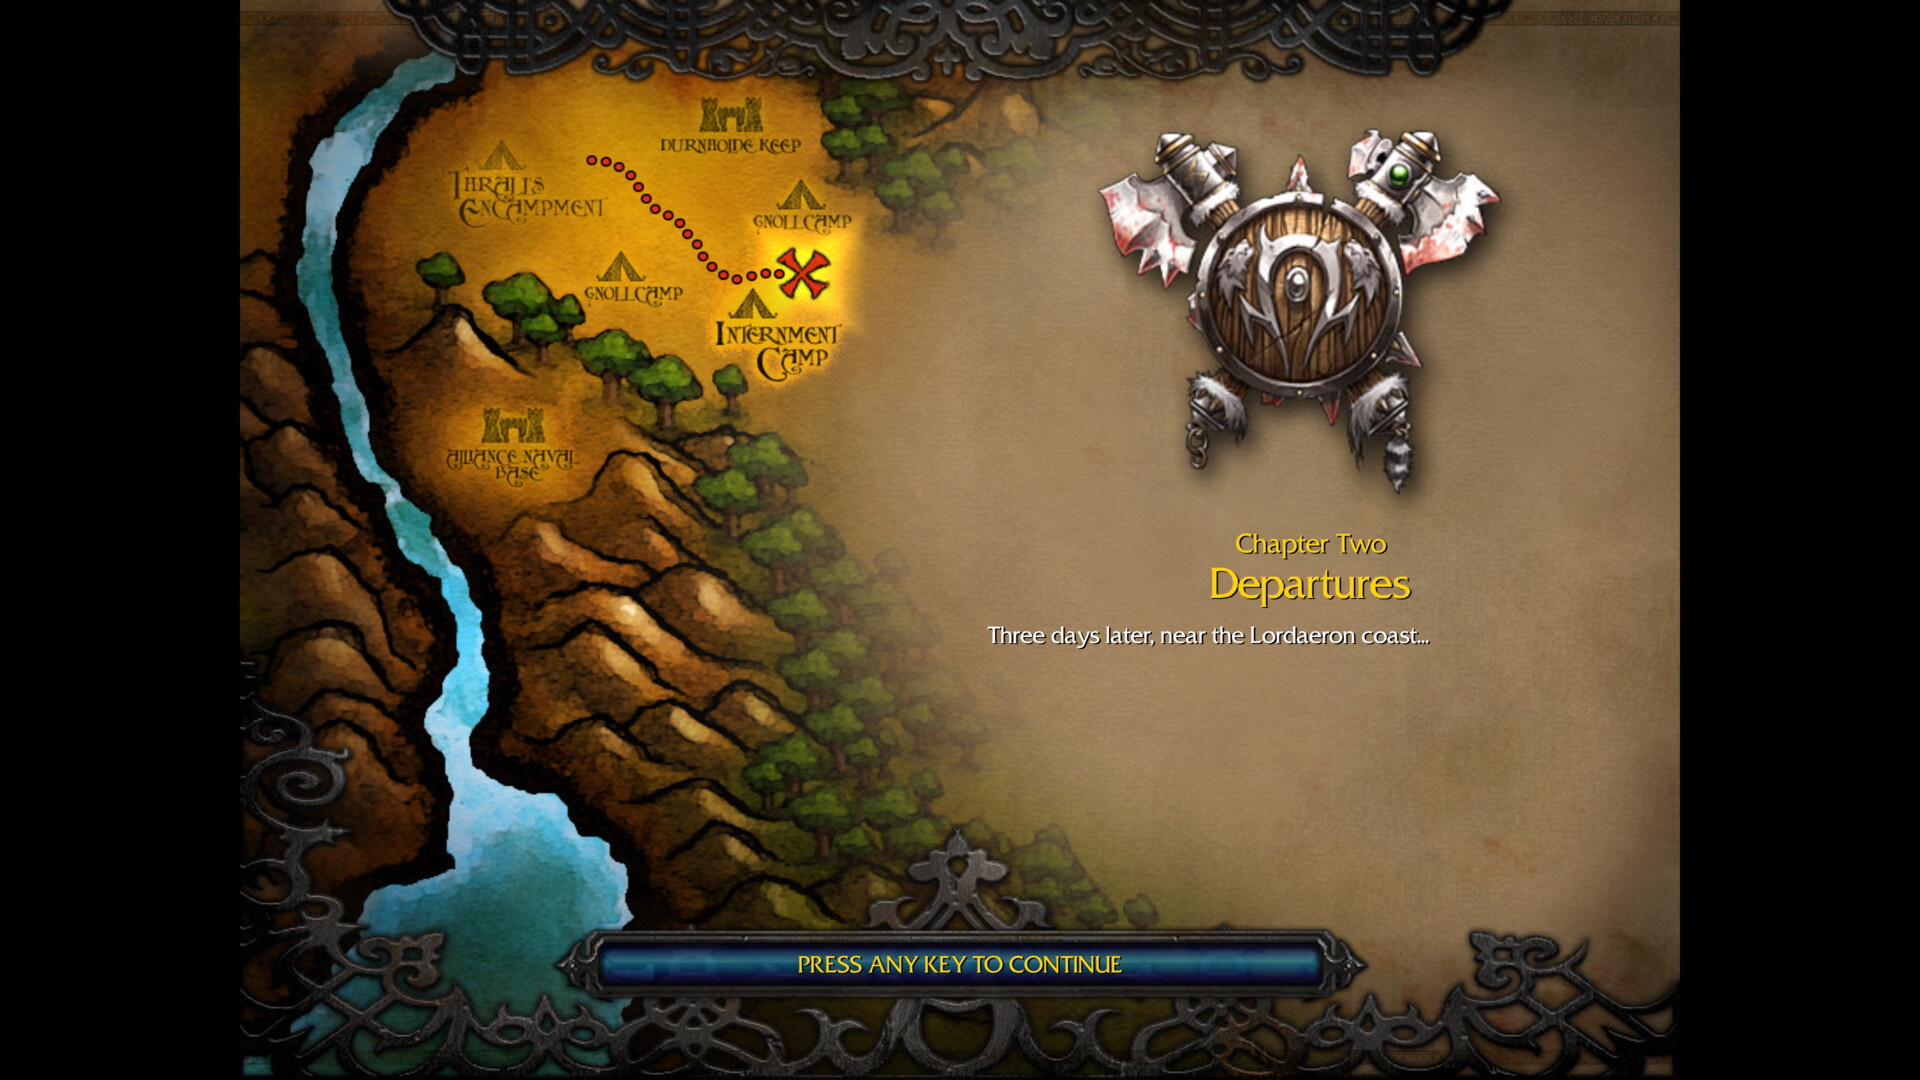 DURNHOLDE KEEP
THRALLS
ENCAMPMENT
GNOLL CAMP
GNOLL CAMP
INTERNMENT
CAMP
ALLIANCE NAVAL
BASE
Chapter Two
Departures
Three days later, near the Lordaeron coast...
PRESS ANY KEY TO CONTINUE